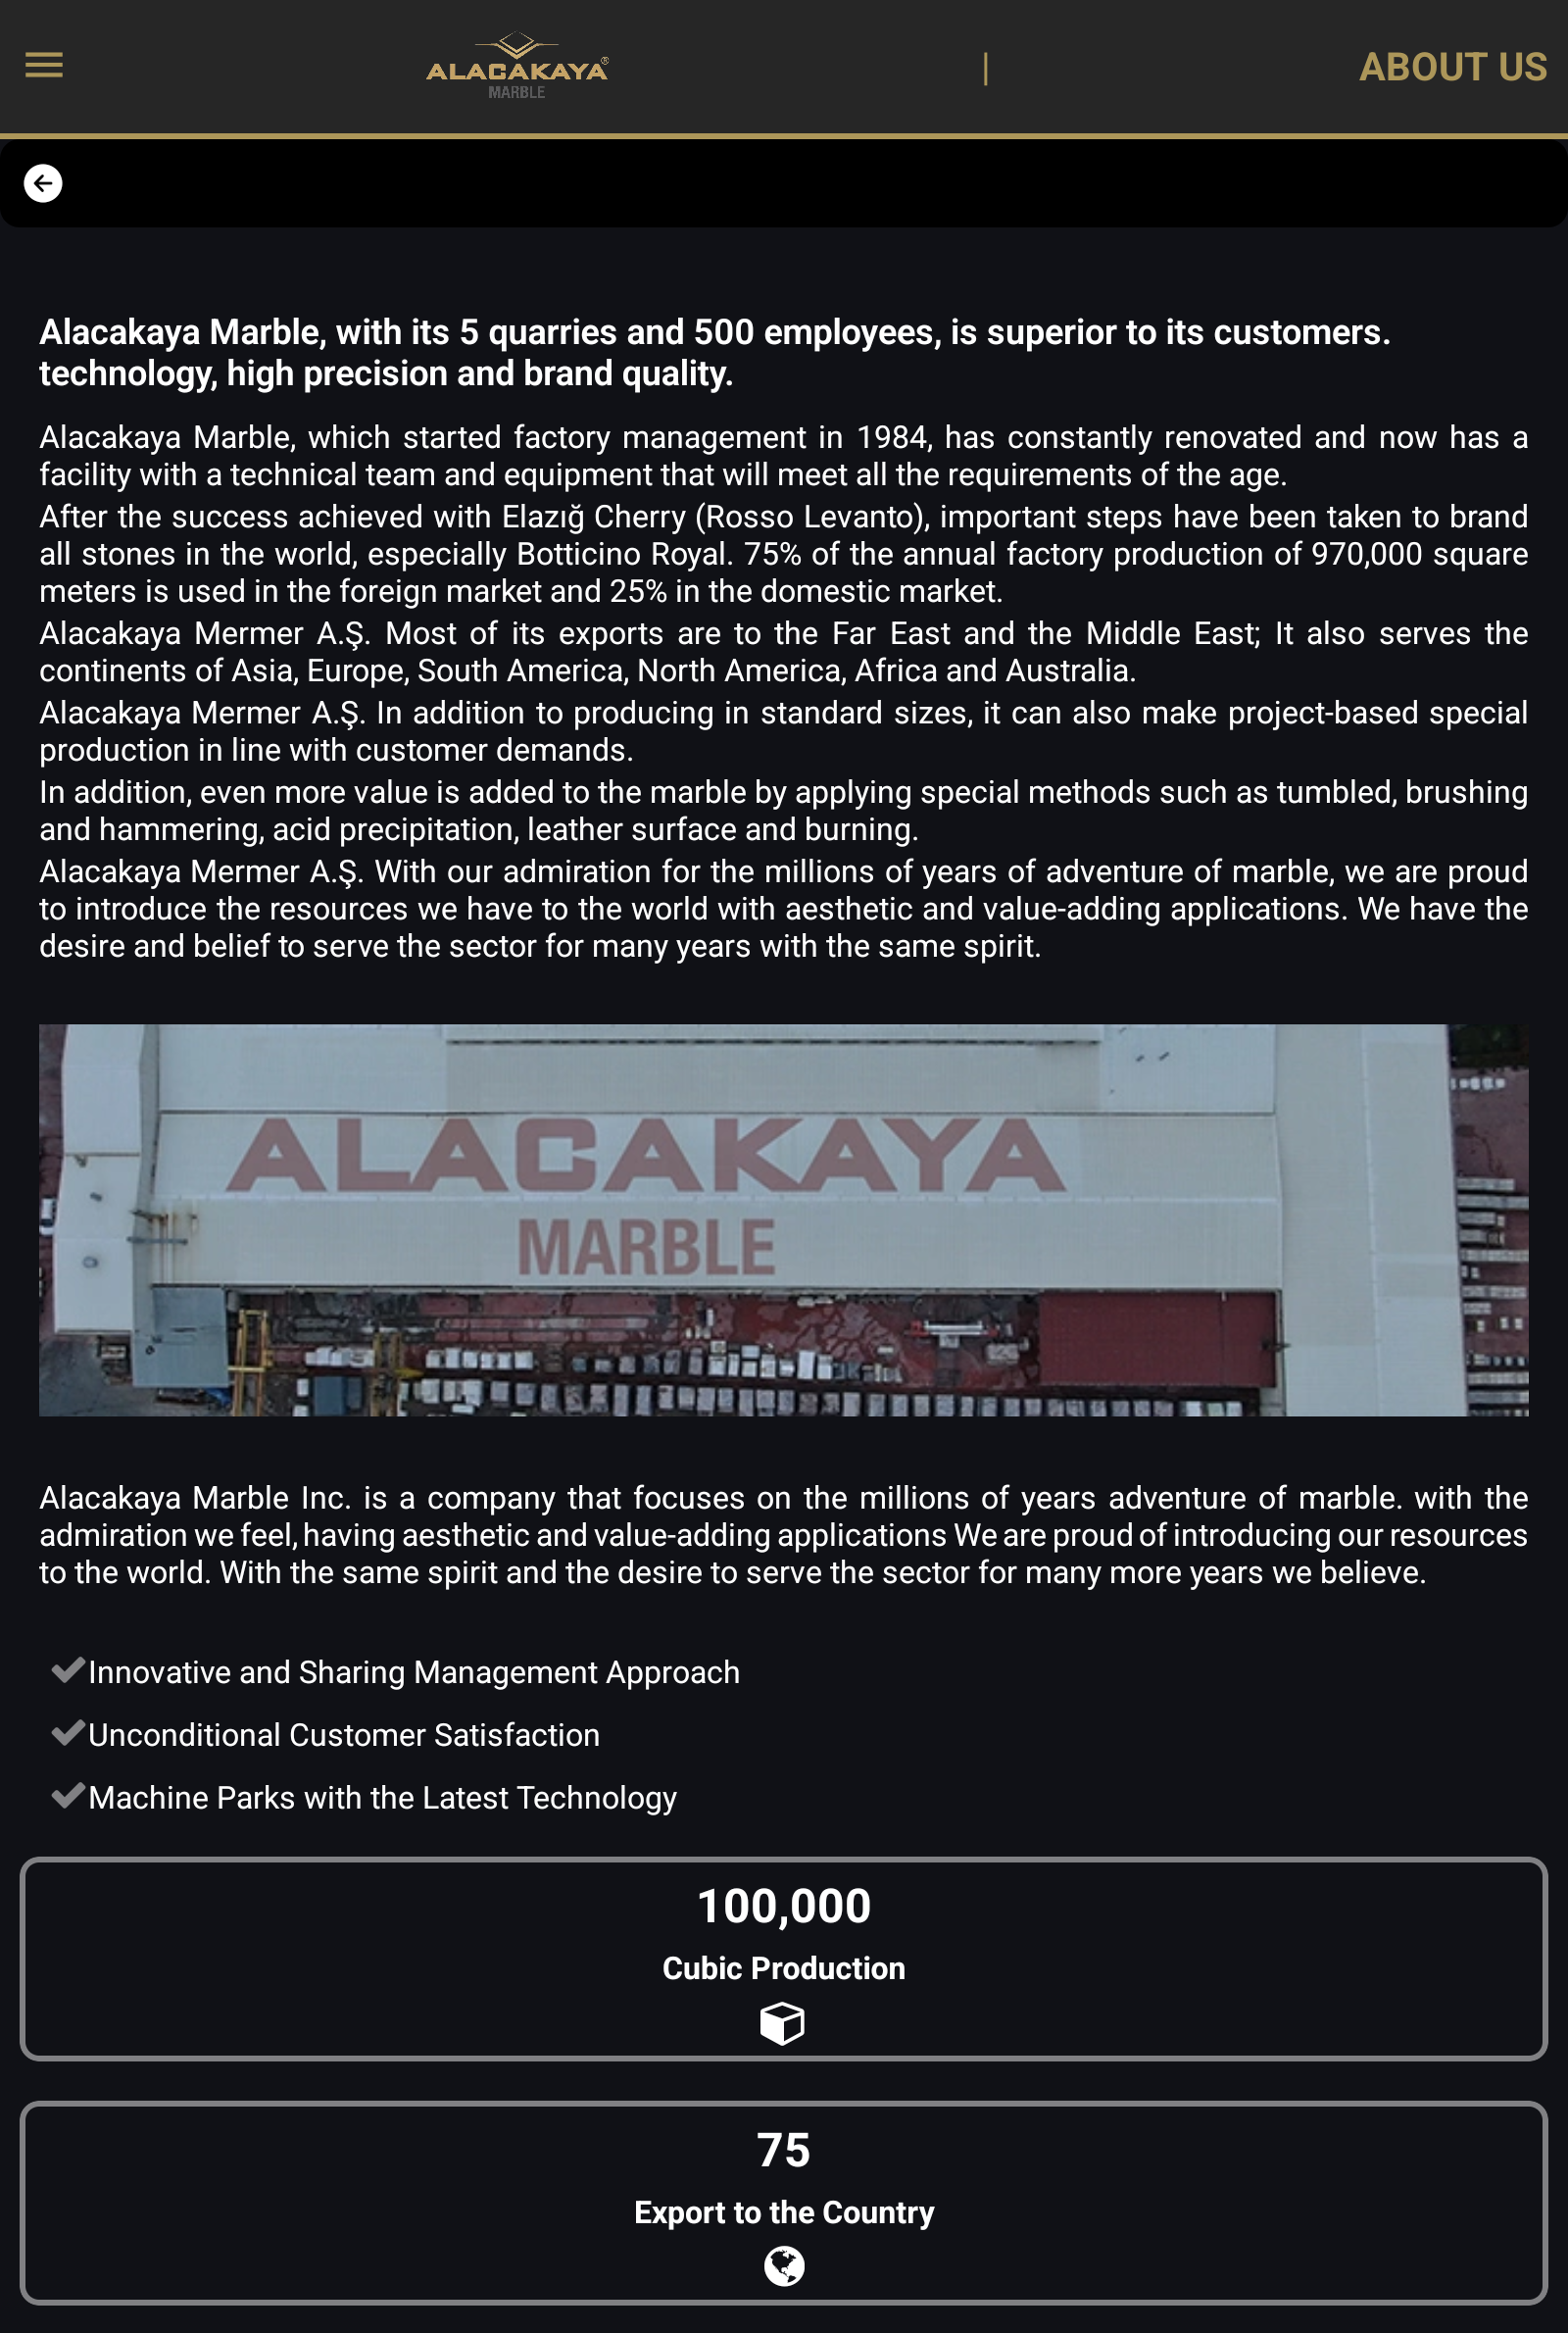 ALACAKAYA®
MARBLE
|
ABOUT US
Alacakaya Marble, with its 5 quarries and 500 employees, is superior to its customers.
technology, high precision and brand quality.
Alacakaya Marble, which started factory management in 1984, has constantly renovated and now has a
facility with a technical team and equipment that will meet all the requirements of the age.
After the success achieved with Elazığ Cherry (Rosso Levanto), important steps have been taken to brand
all stones in the world, especially Botticino Royal. 75% of the annual factory production of 970,000 square
meters is used in the foreign market and 25% in the domestic market.
Alacakaya Mermer A.Ş. Most of its exports are to the Far East and the Middle East; It also serves the
continents of Asia, Europe, South America, North America, Africa and Australia.
Alacakaya Mermer A.Ş. In addition to producing in standard sizes, it can also make project-based special
production in line with customer demands.
In addition, even more value is added to the marble by applying special methods such as tumbled, brushing
and hammering, acid precipitation, leather surface and burning.
Alacakaya Mermer A.Ş. With our admiration for the millions of years of adventure of marble, we are proud
to introduce the resources we have to the world with aesthetic and value-adding applications. We have the
desire and belief to serve the sector for many years with the same spirit.
ALACAKAYA
MARBLE
Alacakaya Marble Inc. is a company that focuses on the millions of years adventure of marble. with the
admiration we feel, having aesthetic and value-adding applications We are proud of introducing our resources
to the world. With the same spirit and the desire to serve the sector for many more years we believe.
Innovative and Sharing Management Approach
Unconditional Customer Satisfaction
Machine Parks with the Latest Technology
100,000
Cubic Production
75
Export to the Country